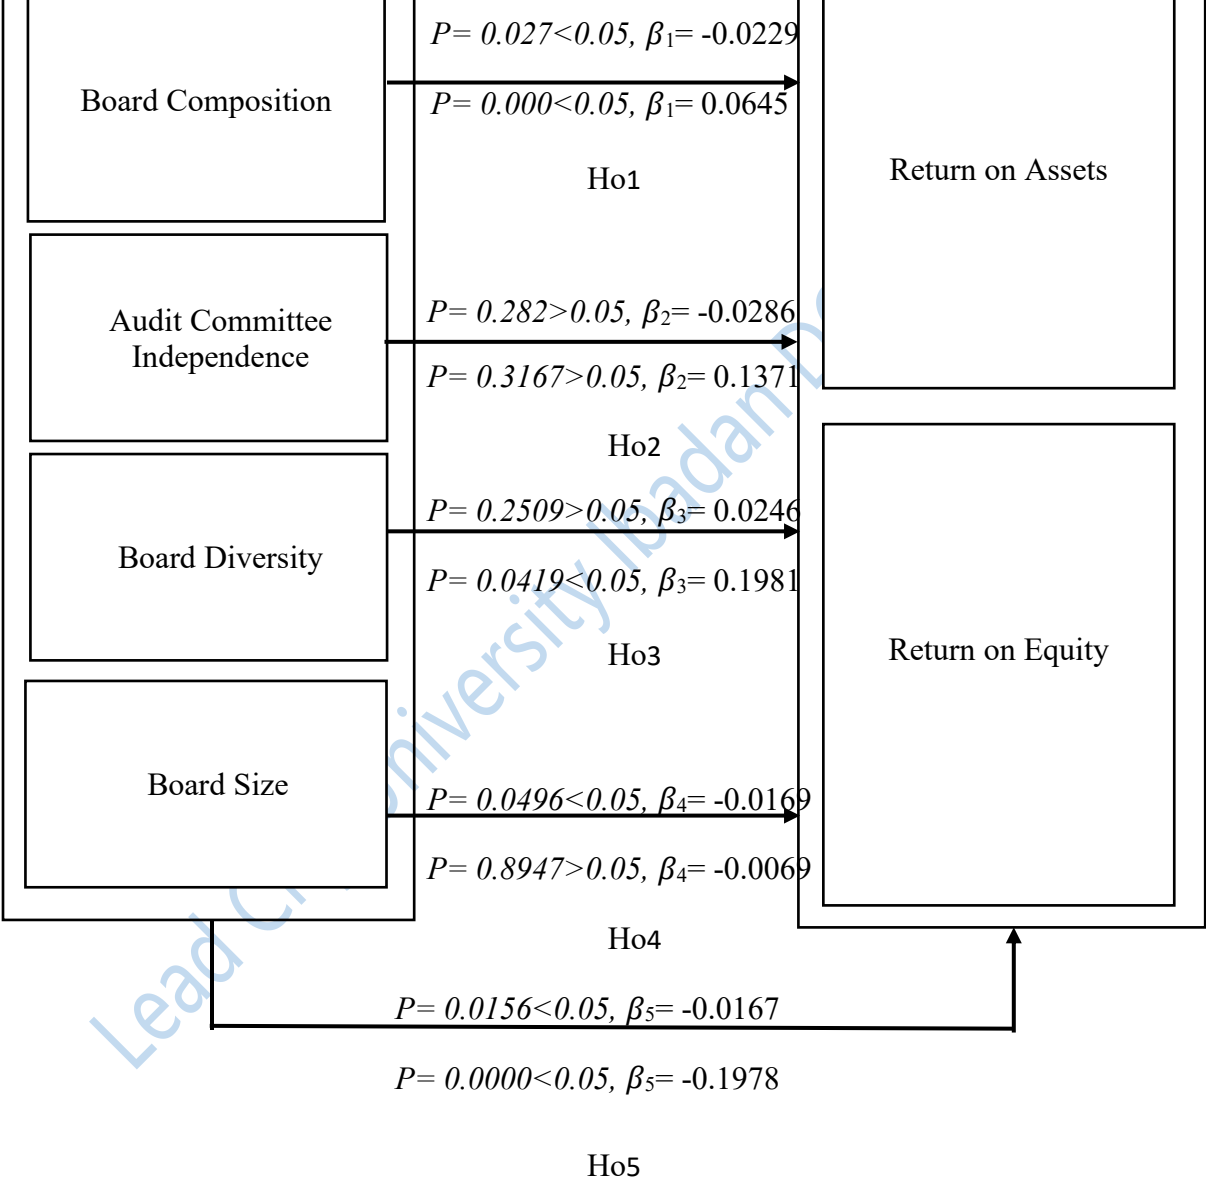 P= 0.027<0.05, β1= -0.0229
Board Composition
P= 0.000<0.05, β1= 0.0645
Return on Assets
Ho1
P= 0.282>0.05, β2= -0.0286
Audit Committee
Independence
P= 0.3167>0.05, β2= 0.1371
Ho2
P= 0.2509>0.05, β3= 0.0246
Board Diversity
P= 0.0419<0.05, β3= 0.1981
Ho3
Return on Equity
Board Size
P= 0.0496<0.05, β4= -0.0169
P= 0.8947>0.05, β4= -0.0069
Ho4
P= 0.0156<0.05, β5= -0.0167
P= 0.0000<0.05, β5= -0.1978
Ho5
Lead University Ibadan